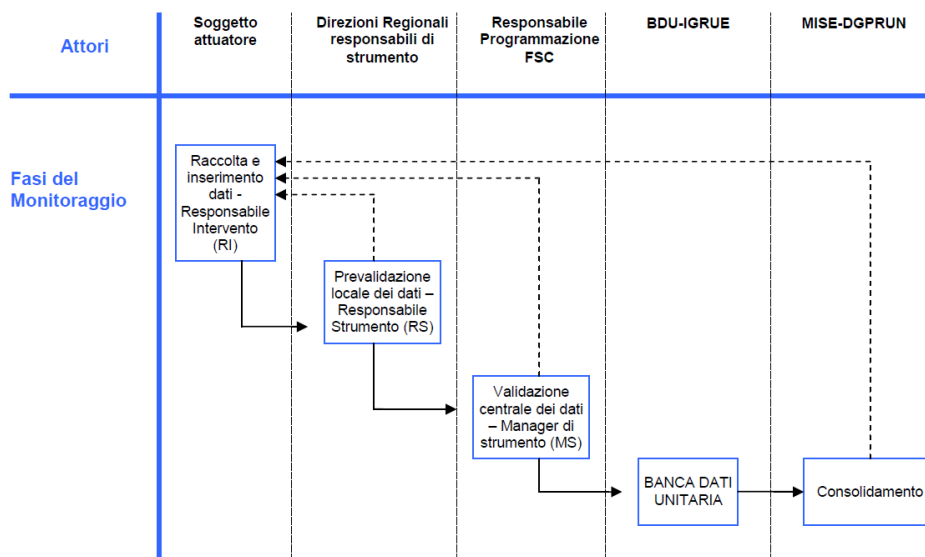 Attori
Soggetto
attuatore
Direzioni Regionali
responsabili di
strumento
Responsabile
Programmazione
FSC
BDU-IGRUE
MISE-DGPRUN
Fasi del
Monitoraggio
Raccolta e
inserimento
dati -
Responsabile
Intervento
(RI)
Prevalidazione
locale dei dati –
Responsabile
Strumento (RS)
Validazione
centrale dei dati
– Manager di
strumento (MS)
BANCA DATI
UNITARIA
Consolidamento